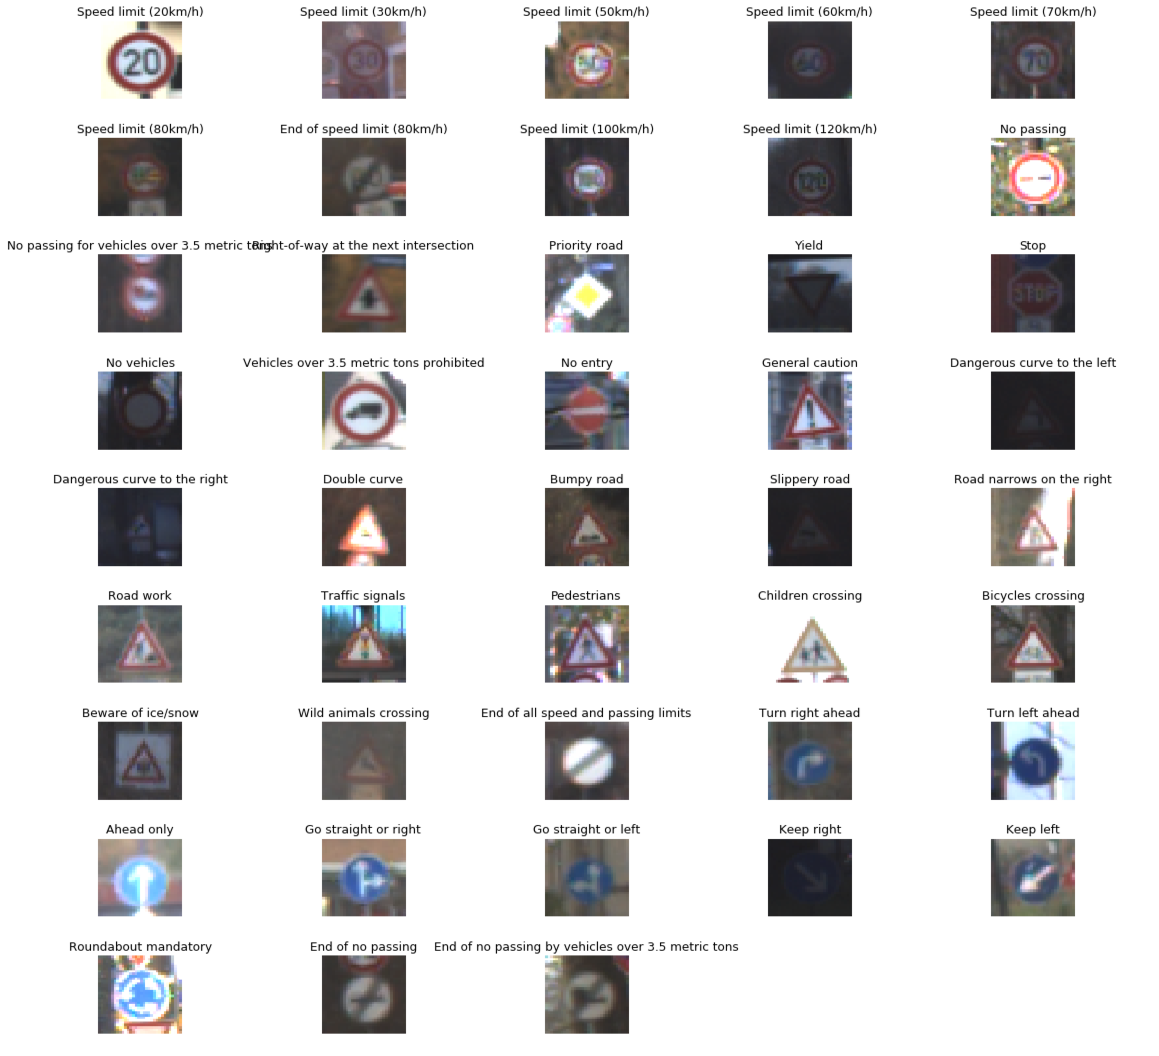 Speed limit (20km/h)
Speed limit (30km/h)
Speed limit (50km/h)
Speed limit (60km/h)
Speed limit (70km/h)
20
30
50
60
70
Speed limit (80km/h)
End of speed limit (80km/h)
Speed limit (100km/h)
Speed limit (120km/h)
No passing
120
No passing for vehicles over 3.5 metric tons
Right-of-way at the next intersection
Priority road
Yield
Stop
STOP
No vehicles
Vehicles over 3.5 metric tons prohibited
No entry
General caution
Dangerous curve to the left
Dangerous curve to the right
Double curve
Bumpy road
Slippery road
Road narrows on the right
Road work
Traffic signals
Pedestrians
Children crossing
Bicycles crossing
Beware of ice/snow
Wild animals crossing
End of all speed and passing limits
Turn right ahead
Turn left ahead
Ahead only
Go straight or right
Go straight or left
Keep right
Keep left
Roundabout mandatory
End of no passing
End of no passing by vehicles over 3.5 metric tons